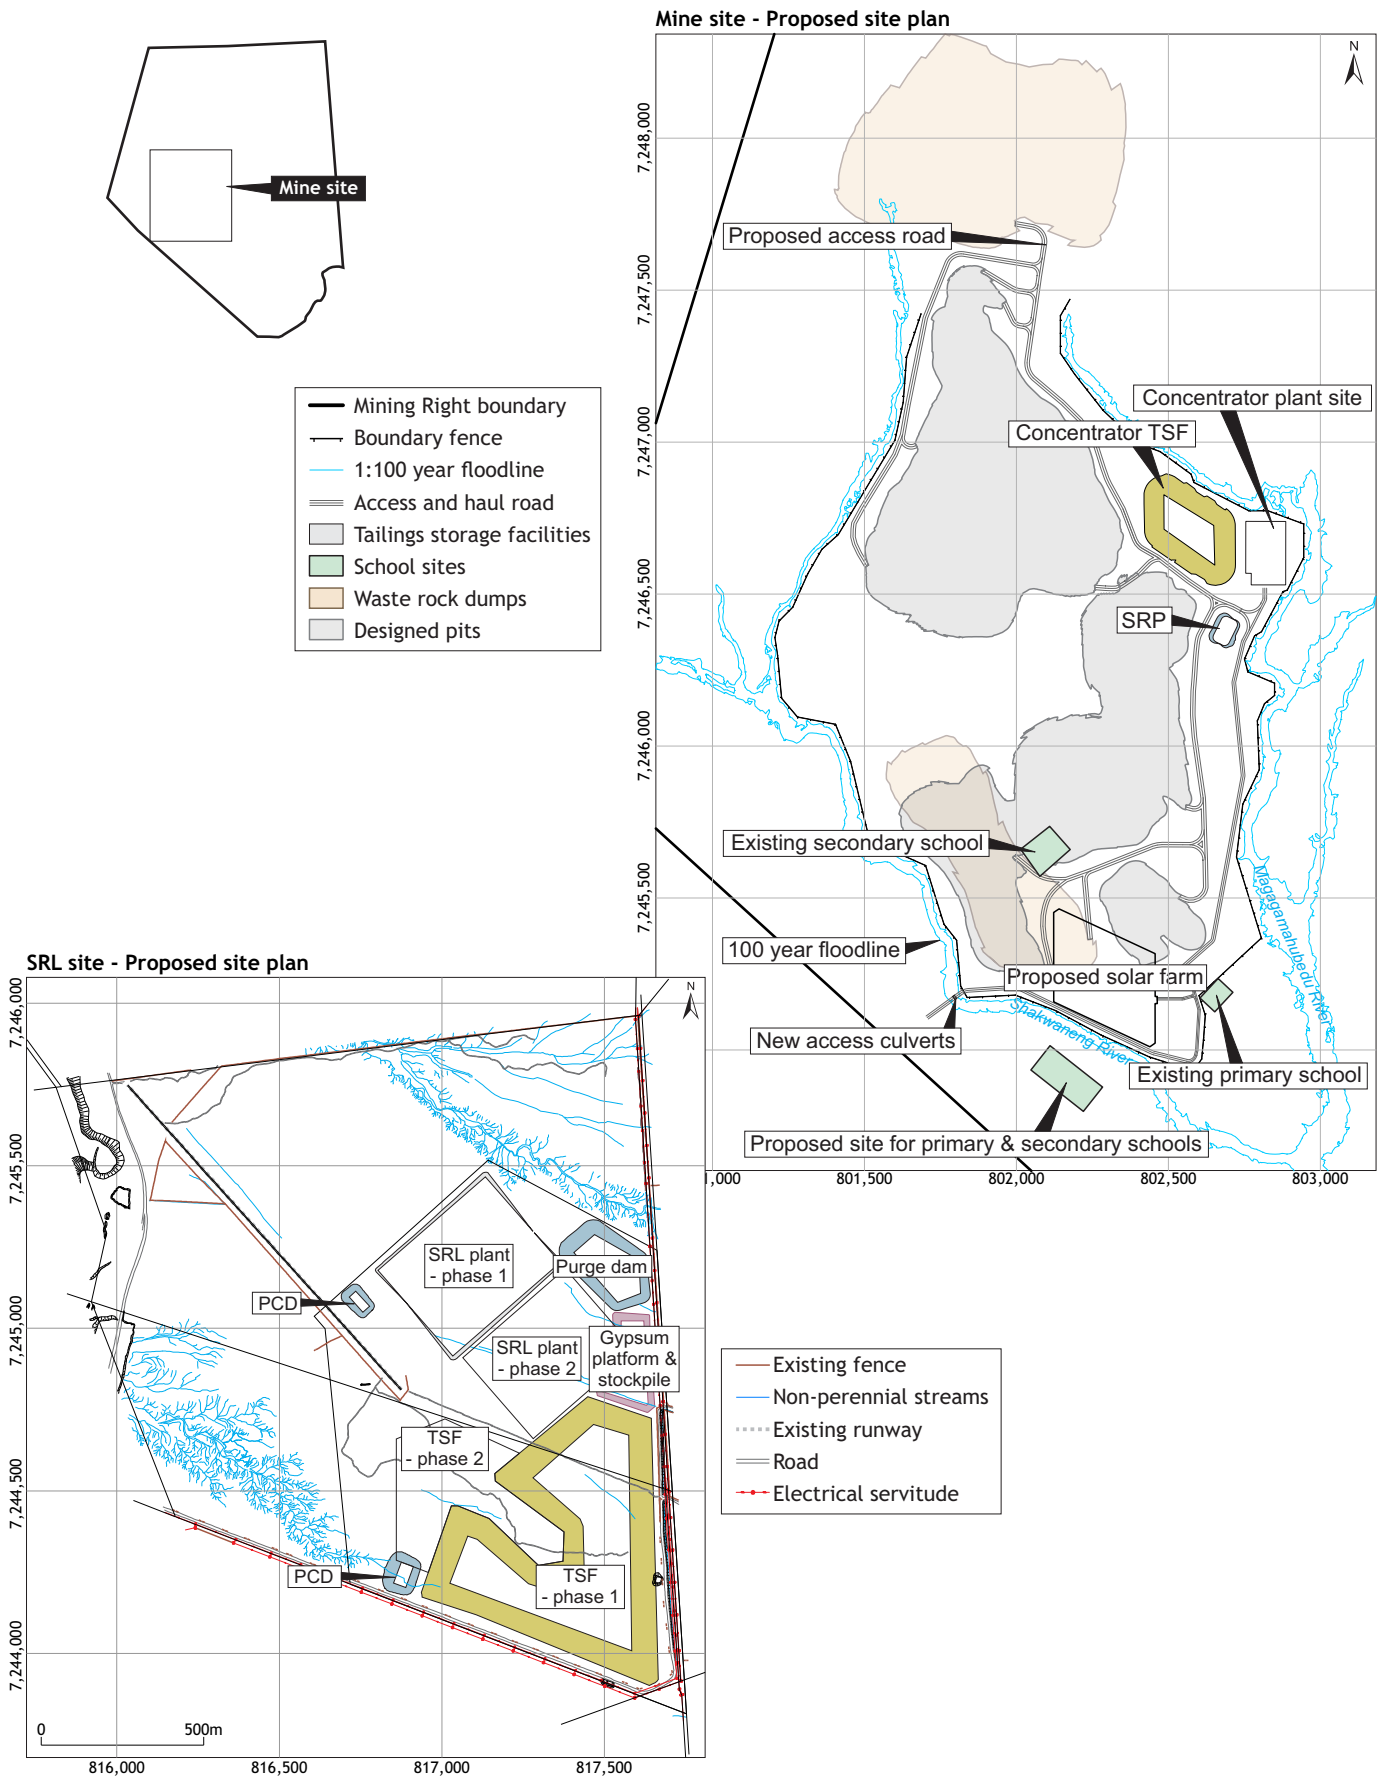 Mine site - Proposed site plan
N
Mine site
7,248,000
Proposed access road
7,247,500
Mining Right boundary
Boundary fence
1:100 year floodline
Access and haul road
Tailings storage facilities
School sites
Waste rock dumps
Designed pits
Concentrator plant site
Concentrator TSF
7,247,000
7,246,500
SRP
7,246,000
Existing secondary school
7,245,500
Magagamahubedu River
100 year floodline
Proposed solar farm
Shakwaneng River
New access culverts
Existing primary school
Proposed site for primary & secondary schools
1,000
801,500
802,000
802,500
803,000
SRL site - Proposed site plan
N
7,246,000
7,245,500
SRL plant
- phase 1
Purge dam
PCD
7,245,000
SRL plant
- phase 2
Gypsum
platform &
stockpile
TSF
- phase 2
7,244,500
PCD
TSF
- phase 1
7,244,000
0
500m
816,000
816,500
817,000
817,500
Existing fence
Non-perennial streams
Existing runway
Road
Electrical servitude